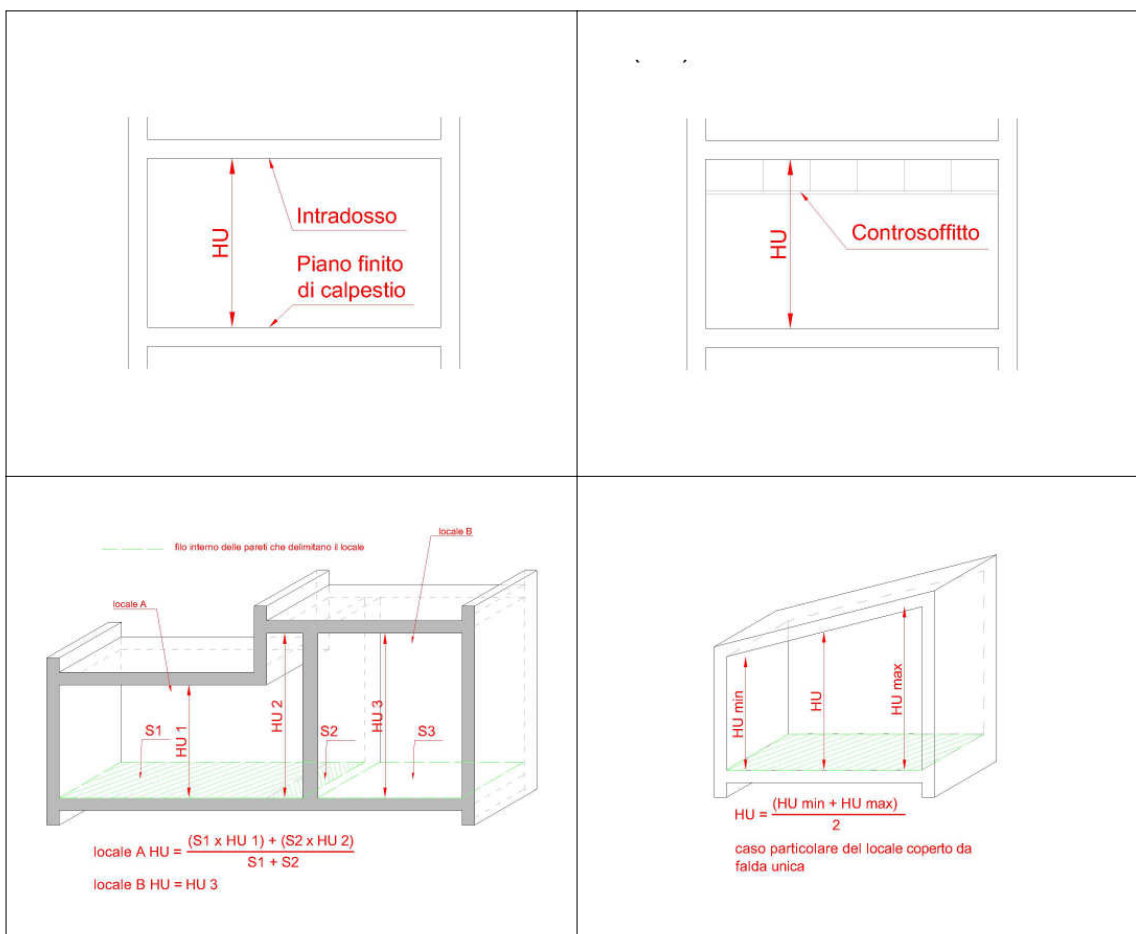 Intradosso
HU
Piano finito
di calpestio
Controsoffitto
HU
locale B
filo interno delle pareti che delimitano il locale
locale A
HU 2
HU 3
HU 1
S1
S2
S3
locale A HU = (S1 x HU 1) + (S2 x HU 2)
S1 + S2
locale B HU = HU 3
HU min
HU
HU max
HU = (HU min + HU max)
2
caso particolare del locale coperto da
falda unica